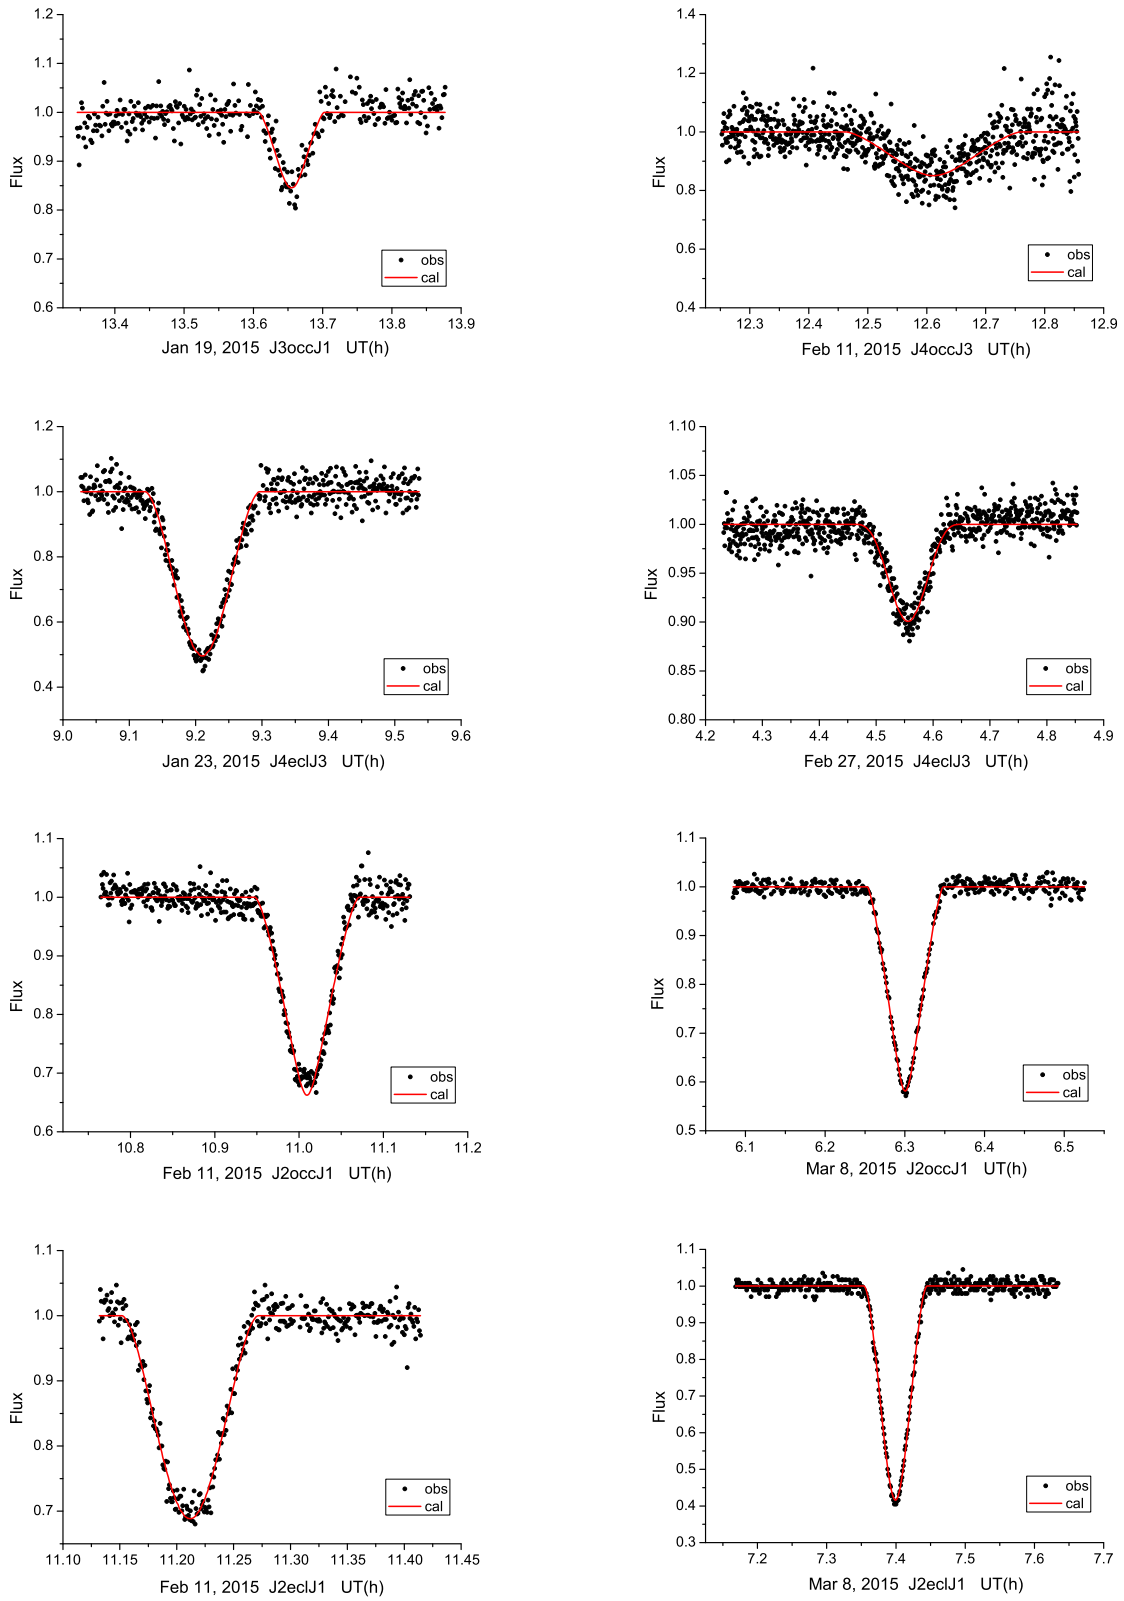 1.2
1.1
1.0
0.9
0.8
0.7
0.6
Flux
obs
cal
13.4 13.5 13.6 13.7 13.8 13.9
Jan 19, 2015 J3occJ1 UT(h)
1.4
1.2
1.0
0.8
0.6
0.4
Flux
obs
cal
12.3 12.4 12.5 12.6 12.7 12.8 12.9
Feb 11, 2015 J4occJ3 UT(h)
1.2
1.0
0.8
0.6
0.4
Flux
obs
cal
9.0 9.1 9.2 9.3 9.4 9.5 9.6
Jan 23, 2015 J4eclJ3 UT(h)
1.10
1.05
1.00
0.95
0.90
0.85
0.80
Flux
obs
cal
4.2 4.3 4.4 4.5 4.6 4.7 4.8 4.9
Feb 27, 2015 J4eclJ3 UT(h)
1.1
1.0
0.9
0.8
0.7
0.6
Flux
obs
cal
10.8 10.9 11.0 11.1 11.2
Feb 11, 2015 J2occJ1 UT(h)
1.1
1.0
0.9
0.8
0.7
0.6
0.5
Flux
obs
cal
6.1 6.2 6.3 6.4 6.5
Mar 8, 2015 J2occJ1 UT(h)
1.1
1.0
0.9
0.8
0.7
Flux
obs
cal
11.10 11.15 11.20 11.25 11.30 11.35 11.40 11.45
Feb 11, 2015 J2eclJ1 UT(h)
1.1
1.0
0.9
0.8
0.7
0.6
0.5
0.4
0.3
Flux
obs
cal
7.2 7.3 7.4 7.5 7.6 7.7
Mar 8, 2015 J2eclJ1 UT(h)